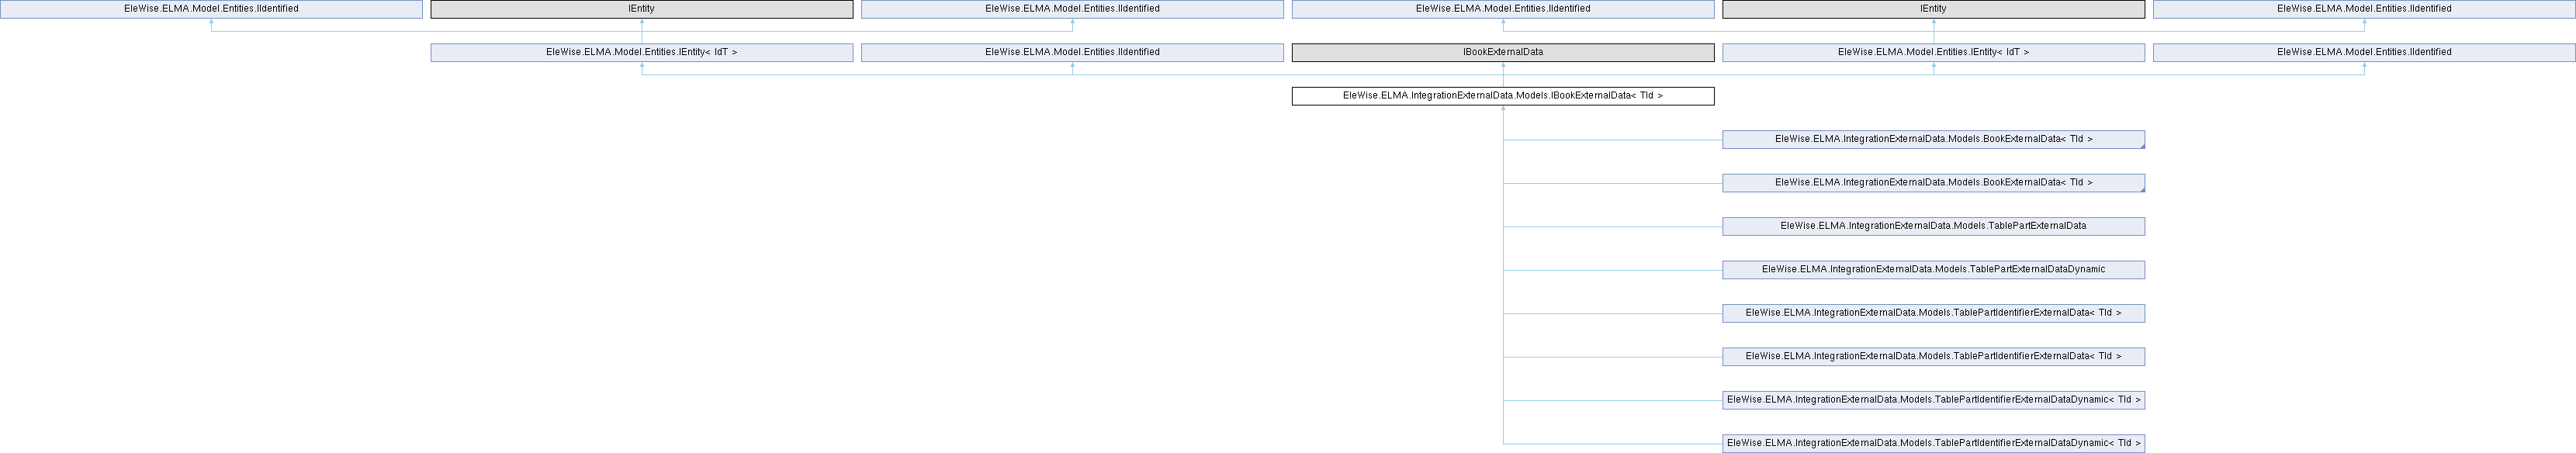 EleWise.ELMA.Model.Entities.IIdentified
IEntity
EleWise.ELMA.Model.Entities.IIdentified
EleWise.ELMA.Model.Entities.IIdentified
IEntity
EleWise.ELMA.Model.Entities.IIdentified
EleWise.ELMA.Model.Entities.IEntity< IdT >
EleWise.ELMA.Model.Entities.IIdentified
IBookExternalData
EleWise.ELMA.Model.Entities.IEntity< IdT >
EleWise.ELMA.Model.Entities.IIdentified
EleWise.ELMA.IntegrationExternalData.Models.IBookExternalData< TId >
EleWise.ELMA.IntegrationExternalData.Models.BookExternalData< TId >
EleWise.ELMA.IntegrationExternalData.Models.BookExternalData< TId >
EleWise.ELMA.IntegrationExternalData.Models.TablePartExternalData
EleWise.ELMA.IntegrationExternalData.Models.TablePartExternalDataDynamic
EleWise.ELMA.IntegrationExternalData.Models.TablePartIdentifierExternalData< TId >
EleWise.ELMA.IntegrationExternalData.Models.TablePartIdentifierExternalData< TId >
EleWise.ELMA.IntegrationExternalData.Models.TablePartIdentifierExternalDataDynamic< TId >
EleWise.ELMA.IntegrationExternalData.Models.TablePartIdentifierExternalDataDynamic< TId >